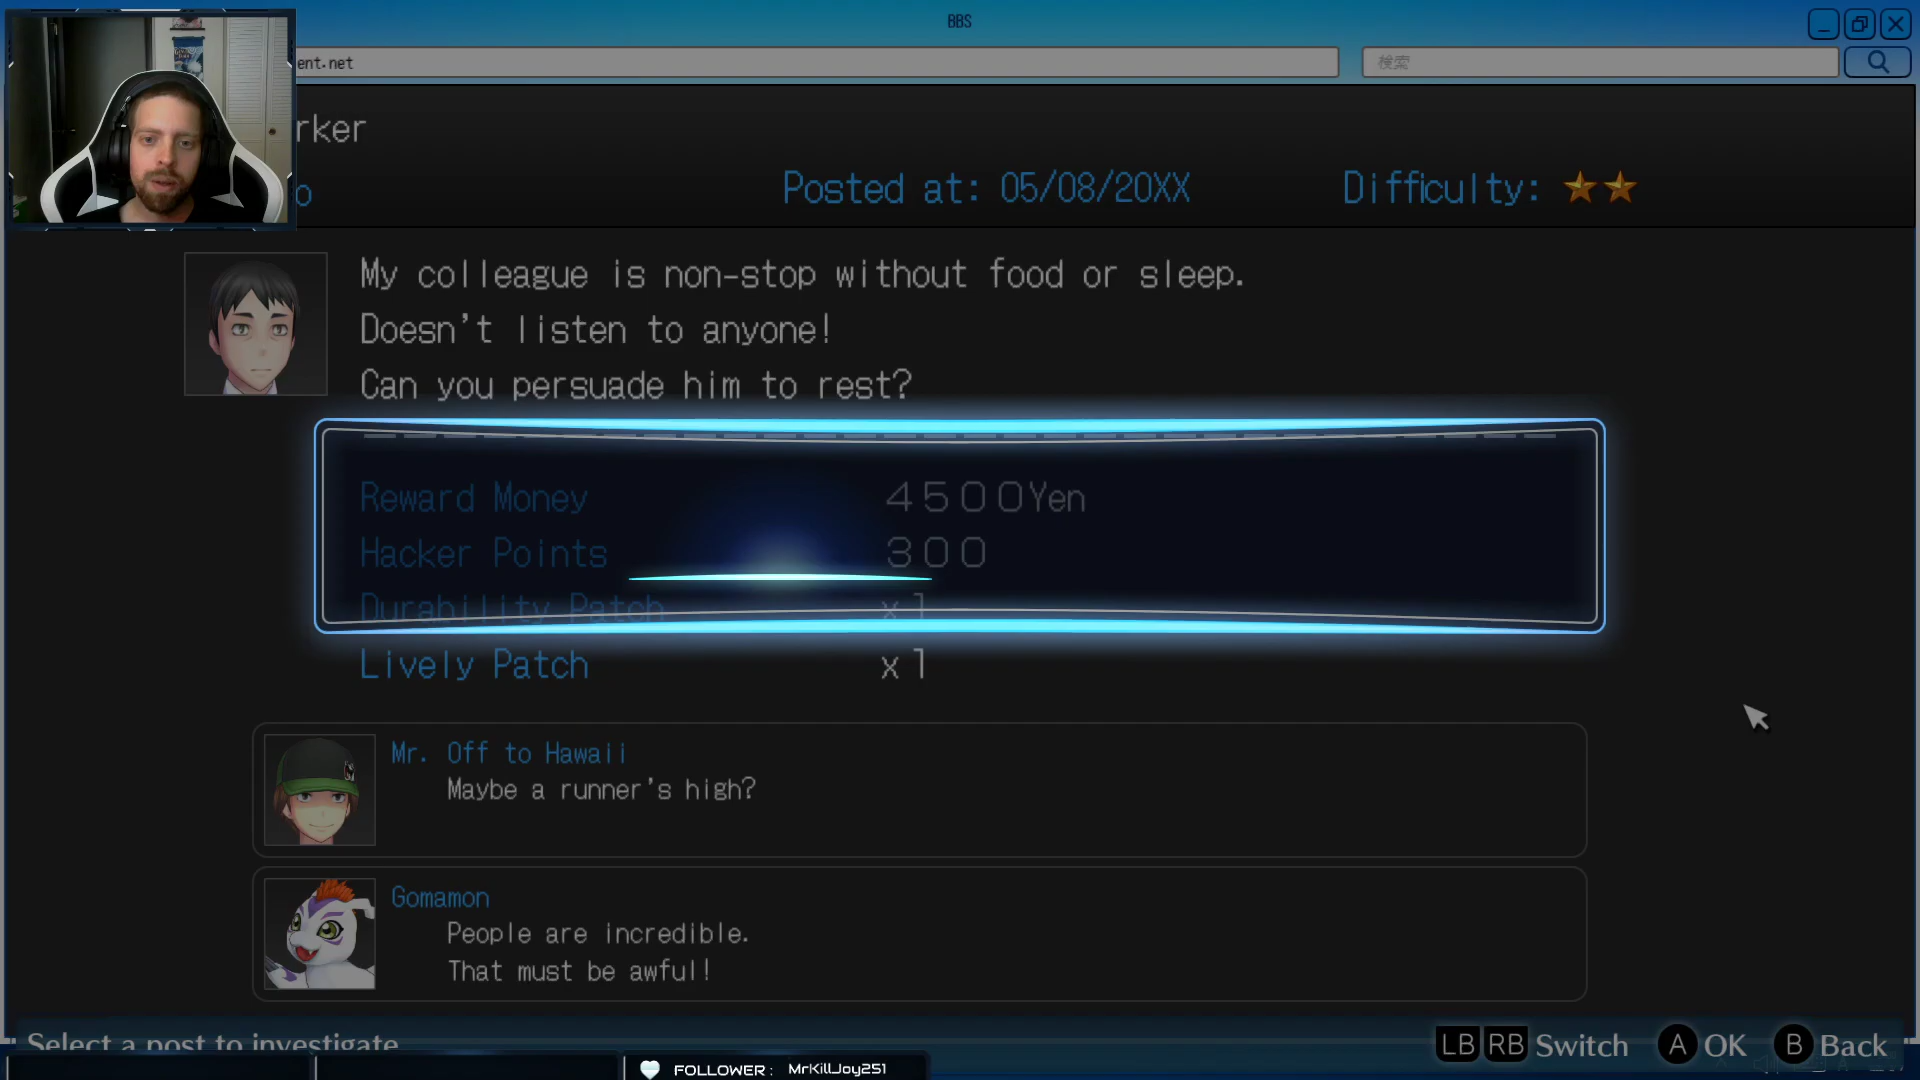 BBS
ent.net
検索
rker
o
Posted at: 05/08/20XX
Difficulty:
My colleague is non-stop without food or sleep.
Doesn't listen to anyone!
Can you persuade him to rest?
Reward Money 4500Yen
Hacker Points 300
Durability Patch x1
Lively Patch x1
Mr. Off to Hawaii
Maybe a runner's high?
Gomamon
People are incredible.
That must be awful!
Select a post to investigate
LB RB Switch A OK B Back
FOLLOWER: MrKillJoy251